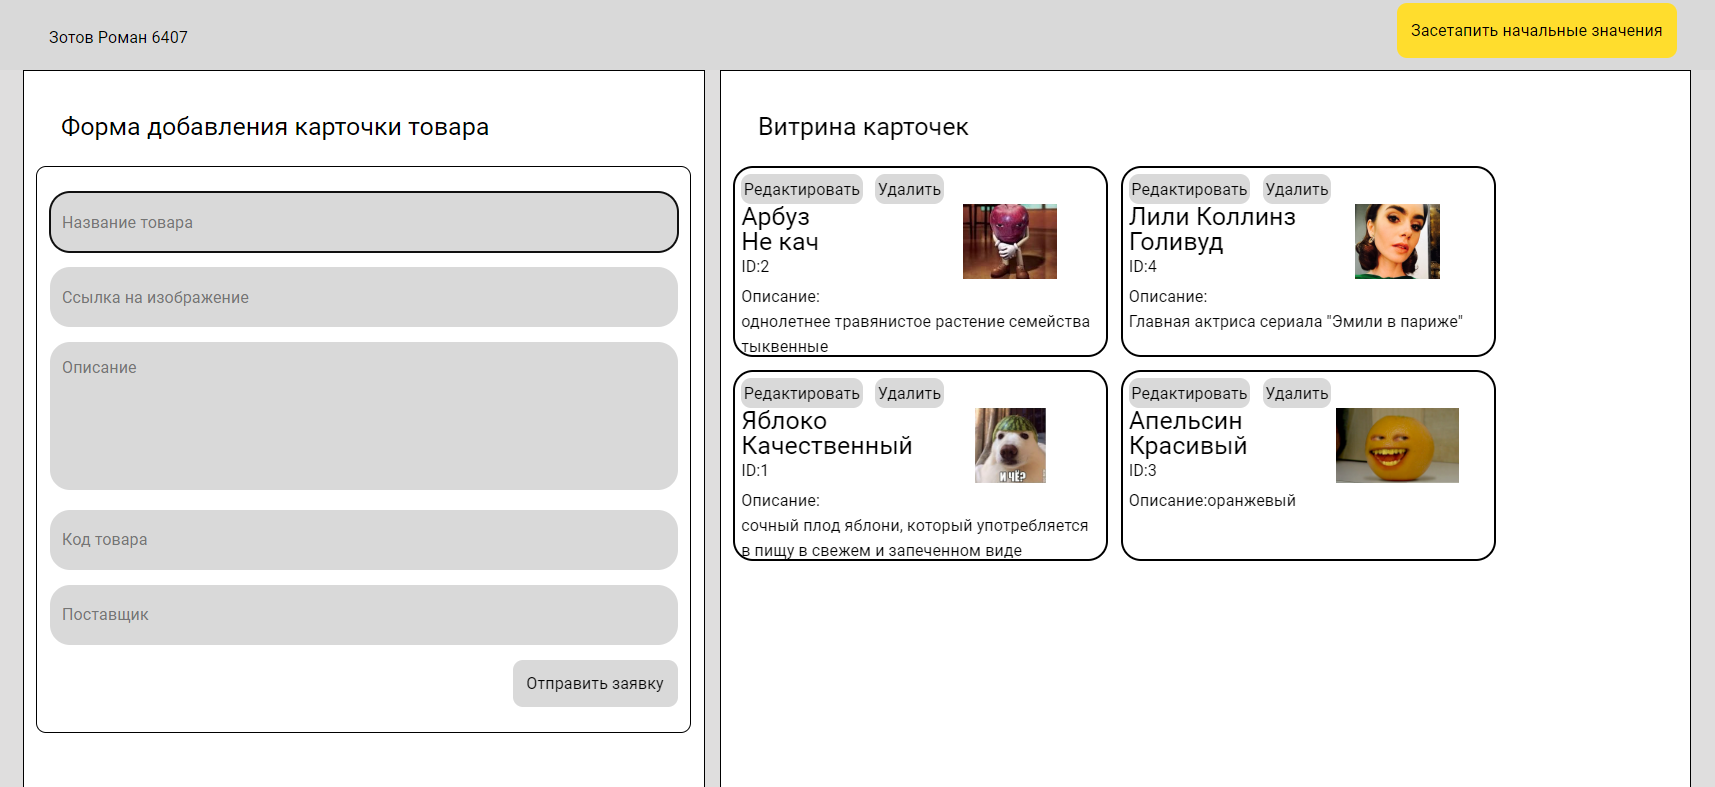 Зотов Роман 6407
Засетапить начальные значения
Форма добавления карточки товара
Название товара
Ссылка на изображение
Описание
Код товара
Поставщик
Отправить заявку
Витрина карточек
Редактировать Удалить
Арбуз
Не кач
ID:2
Описание:
однолетнее травянистое растение семейства
тыквенные
Редактировать Удалить
Лили Коллинз
Голивуд
ID:4
Описание:
Главная актриса сериала "Эмили в париже"
Редактировать Удалить
Яблоко
Качественный
ID:1
И ЧЁ?
Описание:
сочный плод яблони, который употребляется
в пищу в свежем и запеченном виде
Редактировать Удалить
Апельсин
Красивый
ID:3
Описание:оранжевый